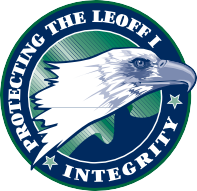 PROTECTING THE LEOFF I
INTEGRITY